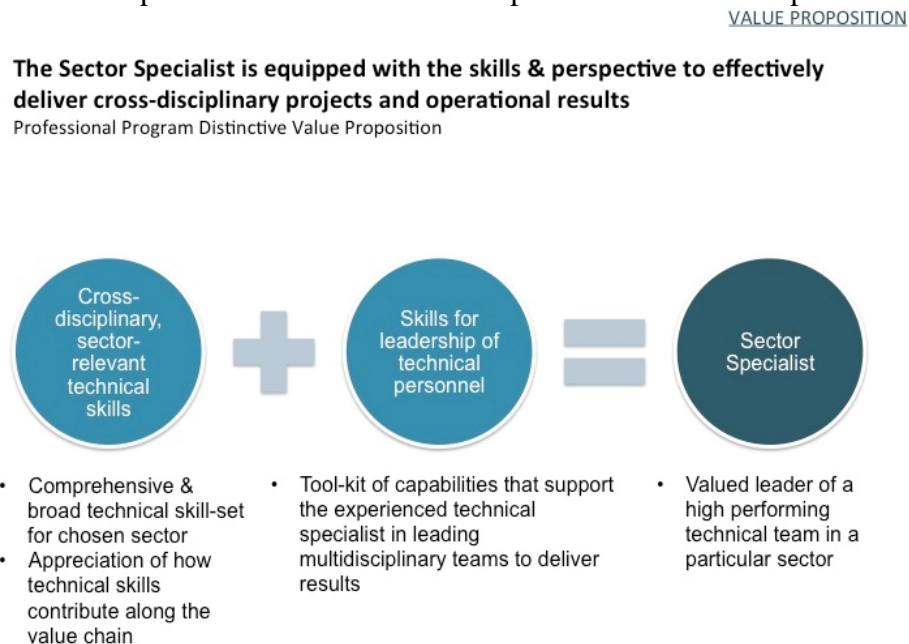 VALUE PROPOSITION
The Sector Specialist is equipped with the skills & perspective to effectively
deliver cross-disciplinary projects and operational results
Professional Program Distinctive Value Proposition
Cross-
disciplinary,
sector-
relevant
technical
skills
Skills for
leadership of
technical
personnel
Sector
Specialist
• Comprehensive &
broad technical skill-set
for chosen sector
• Appreciation of how
technical skills
contribute along the
value chain
• Tool-kit of capabilities that support
the experienced technical
specialist in leading
multidisciplinary teams to deliver
results
• Valued leader of a
high performing
technical team in a
particular sector